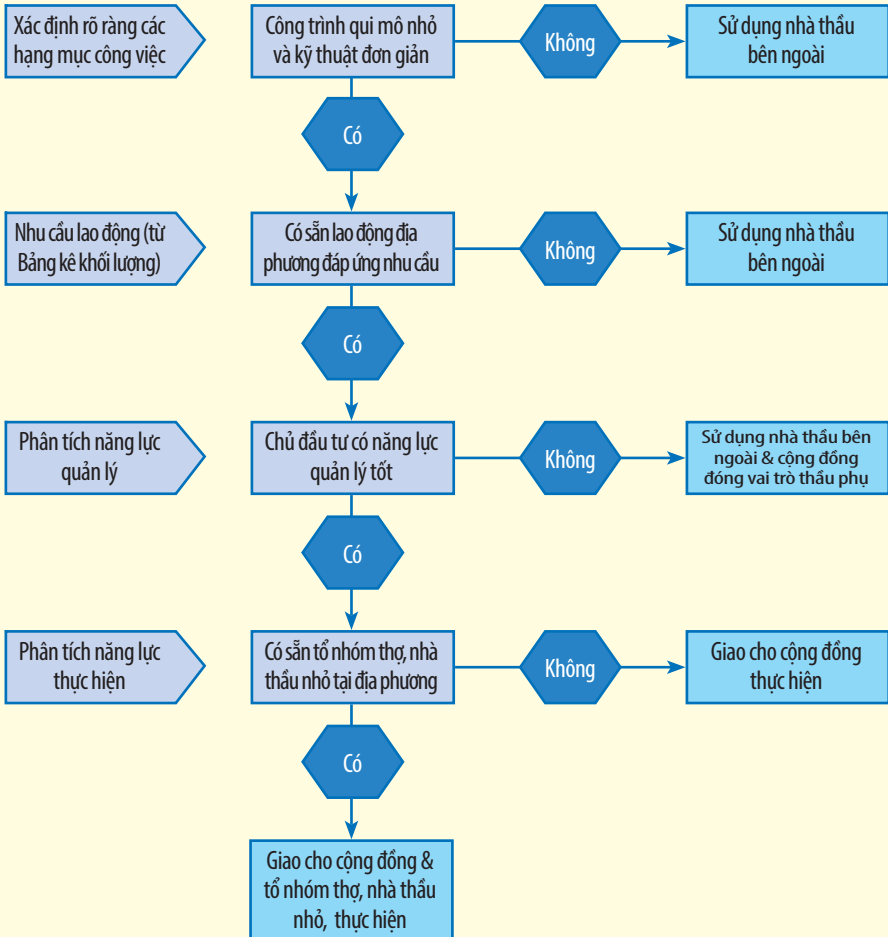 Xác định rõ ràng các
hạng mục công việc
Công trình qui mô nhỏ
và kỹ thuật đơn giản
Không
Sử dụng nhà thầu
bên ngoài
Có
Nhu cầu lao động (từ
Bảng kê khối lượng)
Có sẵn lao động địa
phương đáp ứng nhu cầu
Không
Sử dụng nhà thầu
bên ngoài
Có
Phân tích năng lực
quản lý
Chủ đầu tư có năng lực
quản lý tốt
Không
Sử dụng nhà thầu bên
ngoài & cộng đồng
đóng vai trò thầu phụ
Có
Phân tích năng lực
thực hiện
Có sẵn tổ nhóm thợ, nhà
thầu nhỏ tại địa phương
Không
Giao cho cộng đồng
thực hiện
Có
Giao cho cộng đồng &
tổ nhóm thợ, nhà thầu
nhỏ, thực hiện